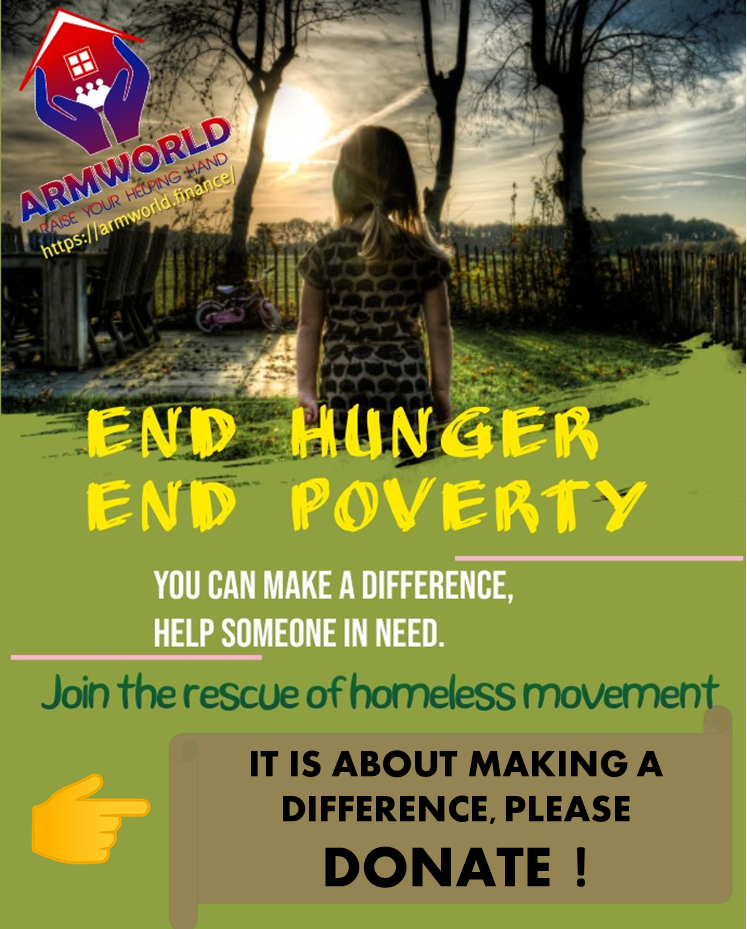 ARMWORLD
RAISE YOUR HELPING HAND
https://armworld.finance/
END HUNGER
END POVERTY
YOU CAN MAKE A DIFFERENCE,
HELP SOMEONE IN NEED.
Join the rescue of homeless movement
IT IS ABOUT MAKING A
DIFFERENCE, PLEASE
DONATE !